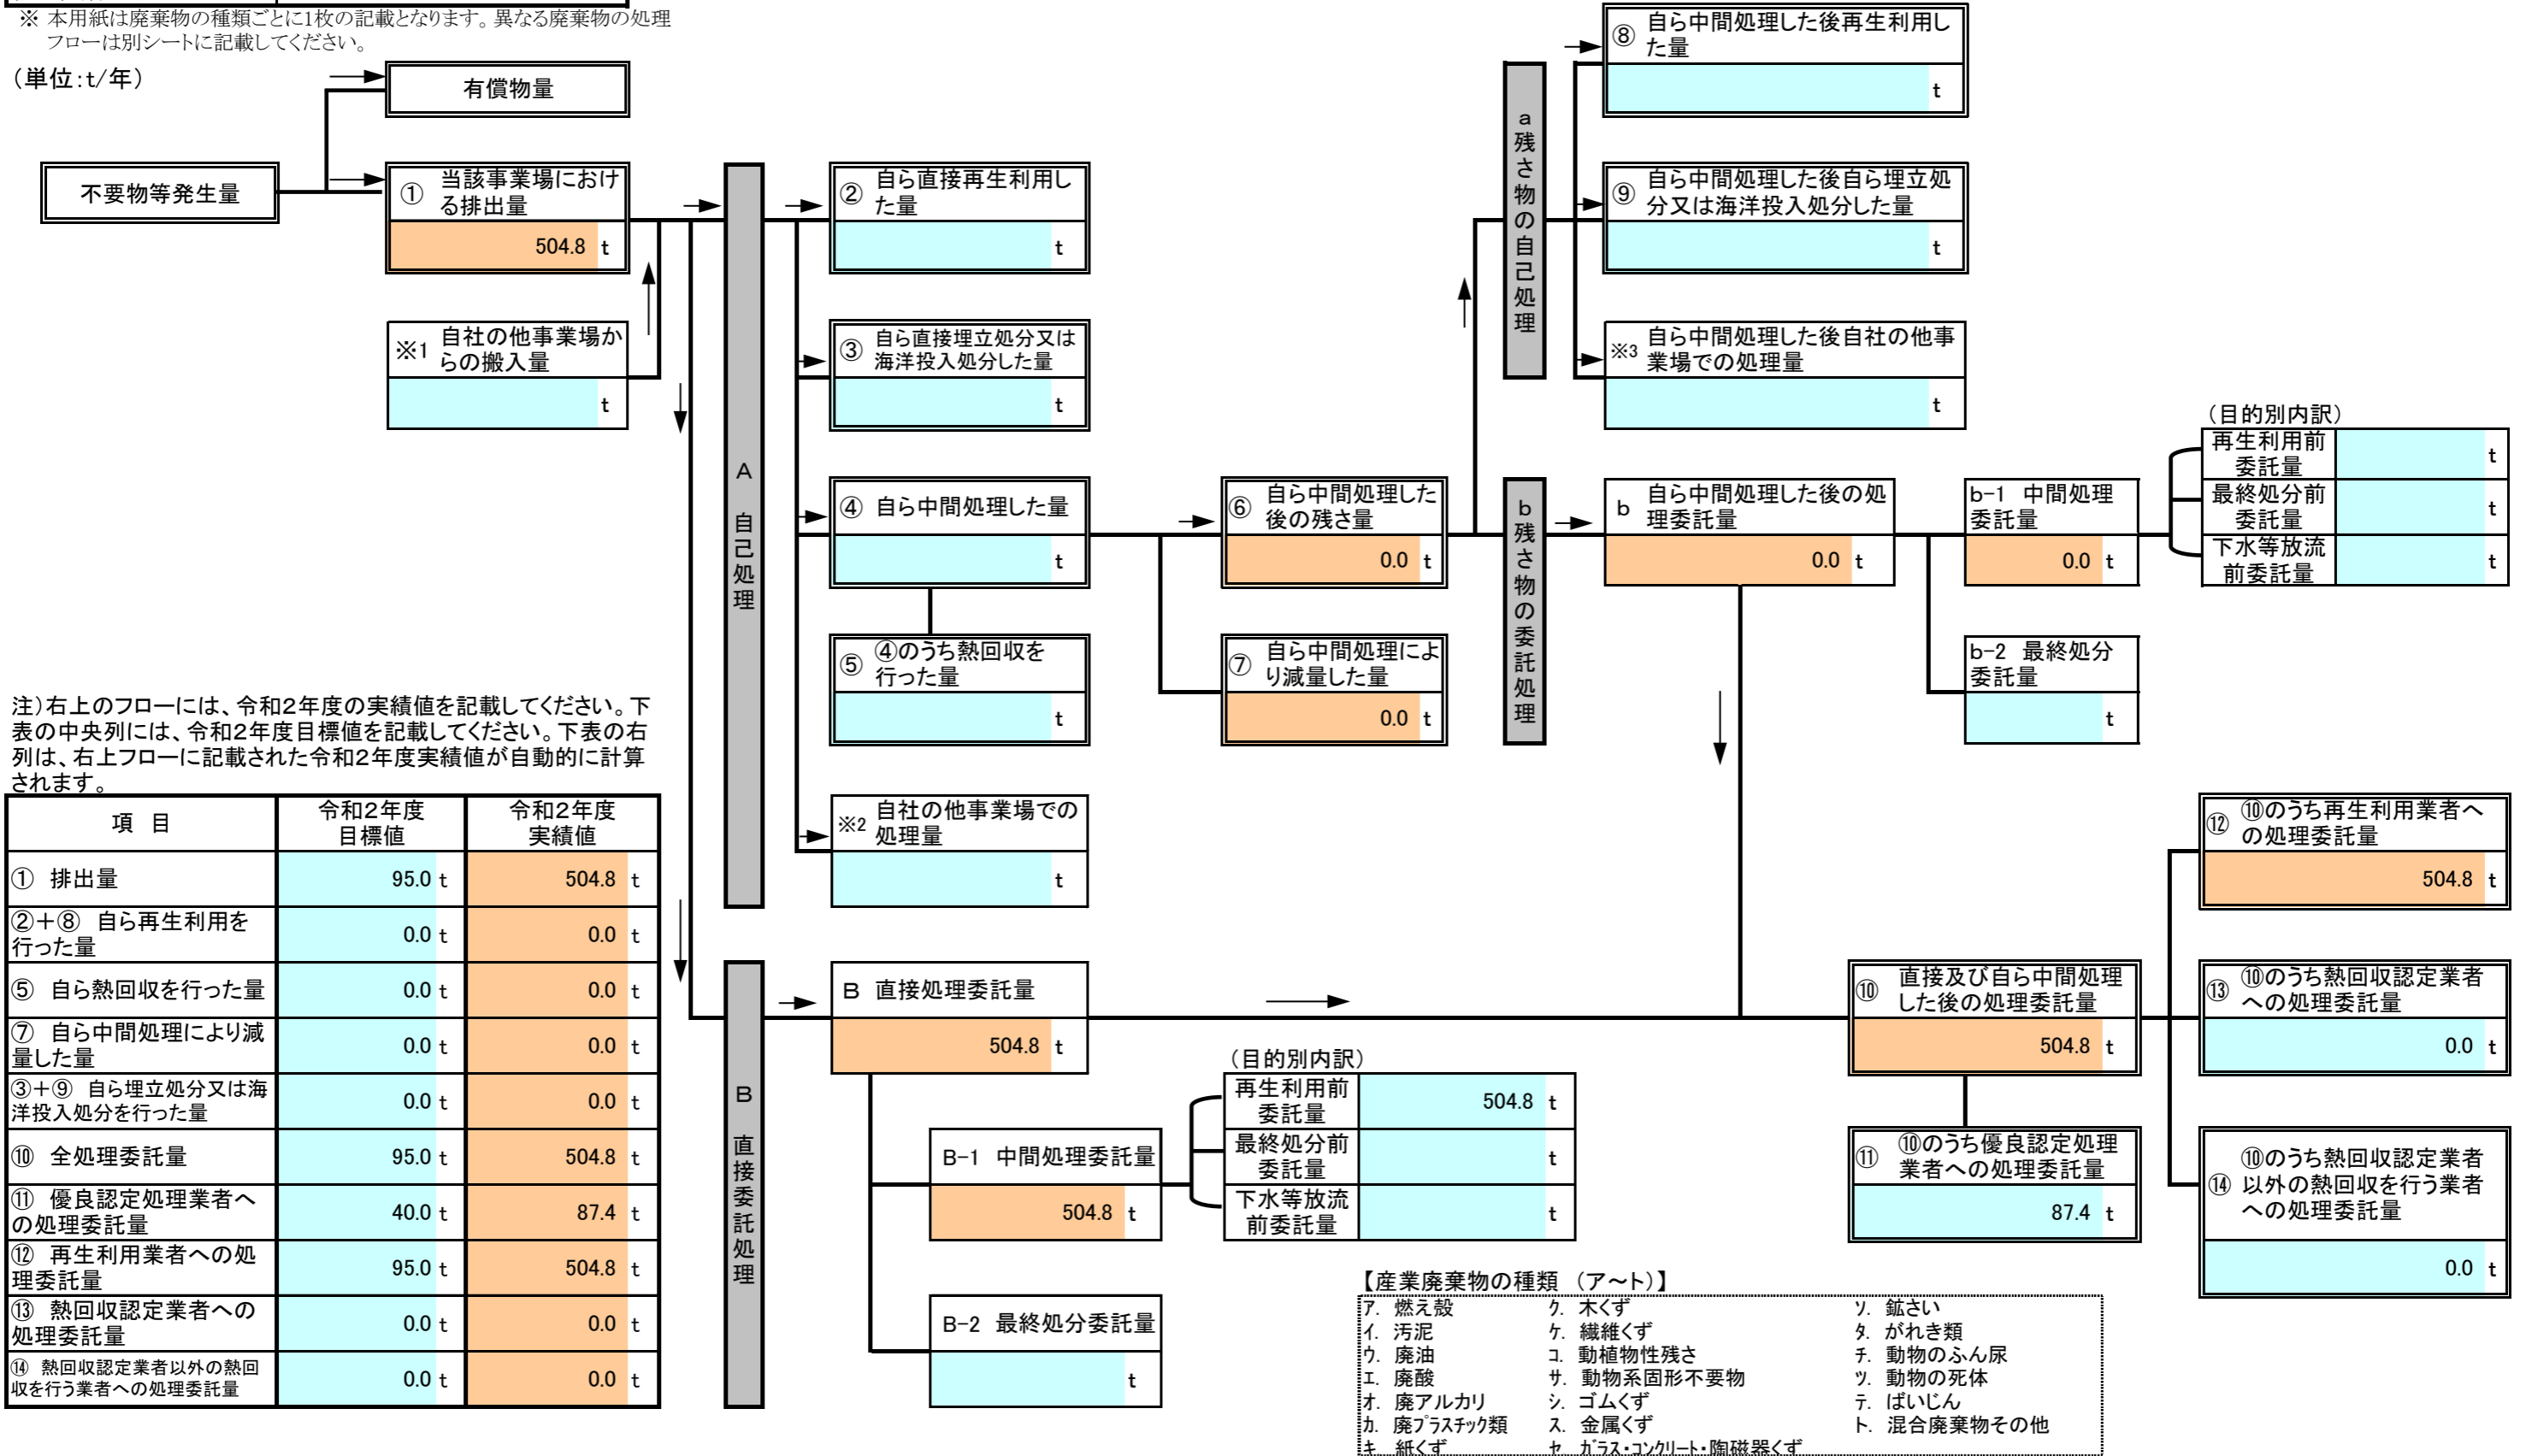 ※ 本用紙は廃棄物の種類ごとに1枚の記載となります。異なる廃棄物の処理
フローは別シートに記載してください。
(単位:t/年)
有償物量
不要物等発生量
① 当該事業場におけ
る排出量
504.8 t
※1 自社の他事業場か
らの搬入量
t
A 自己処理
② 自ら直接再生利用し
た量
t
③ 自ら直接埋立処分又は
海洋投入処分した量
t
④ 自ら中間処理した量
t
⑤ ④のうち熱回収を
行った量
t
※2 自社の他事業場での
処理量
t
⑥ 自ら中間処理した
後の残さ量
0.0 t
⑦ 自ら中間処理によ
り減量した量
0.0 t
a 残さ物の自己処理
⑧ 自ら中間処理した後再生利用し
た量
t
⑨ 自ら中間処理した後自ら埋立処
分又は海洋投入処分した量
t
※3 自ら中間処理した後自社の他事
業場での処理量
t
b 残さ物の委託処理
b 自ら中間処理した後の処
理委託量
0.0 t
b-1 中間処理
委託量
0.0 t
(目的別内訳)
再生利用前
委託量
t
最終処分前
委託量
t
下水等放流
前委託量
t
b-2 最終処分
委託量
t
注)右上のフローには、令和2年度の実績値を記載してください。下
表の中央列には、令和2年度目標値を記載してください。下表の右
列は、右上フローに記載された令和2年度実績値が自動的に計算
されます。
項 目 令和2年度 目標値 令和2年度 実績値
① 排出量 95.0 t 504.8 t
②+⑧ 自ら再生利用を
行った量 0.0 t 0.0 t
⑤ 自ら熱回収を行った量 0.0 t 0.0 t
⑦ 自ら中間処理により減
量した量 0.0 t 0.0 t
③+⑨ 自ら埋立処分又は海
洋投入処分を行った量 0.0 t 0.0 t
⑩ 全処理委託量 95.0 t 504.8 t
⑪ 優良認定処理業者へ
の処理委託量 40.0 t 87.4 t
⑫ 再生利用業者への処
理委託量 95.0 t 504.8 t
⑬ 熱回収認定業者への
処理委託量 0.0 t 0.0 t
⑭ 熱回収認定業者以外の熱回
収を行う業者への処理委託量 0.0 t 0.0 t
B 直接委託処理
B 直接処理委託量
504.8 t
B-1 中間処理委託量
504.8 t
(目的別内訳)
再生利用前
委託量
504.8 t
最終処分前
委託量
t
下水等放流
前委託量
t
B-2 最終処分委託量
t
⑩ 直接及び自ら中間処理
した後の処理委託量
504.8 t
⑪ ⑩のうち優良認定処理
業者への処理委託量
87.4 t
⑫ ⑩のうち再生利用業者へ
の処理委託量
504.8 t
⑬ ⑩のうち熱回収認定業者
への処理委託量
0.0 t
⑭ ⑩のうち熱回収認定業者
以外の熱回収を行う業者
への処理委託量
0.0 t
【産業廃棄物の種類 (ア～ト)】
ア. 燃え殻 ク. 木くず ソ. 鉱さい
イ. 汚泥 ケ. 繊維くず タ. がれき類
ウ. 廃油 コ. 動植物性残さ チ. 動物のふん尿
エ. 廃酸 サ. 動物系固形不要物 ツ. 動物の死体
オ. 廃アルカリ シ. ゴムくず テ. ばいじん
カ. 廃プラスチック類 ス. 金属くず ト. 混合廃棄物その他
キ. 紙くず セ. ガラス・コンクリート・陶磁器くず